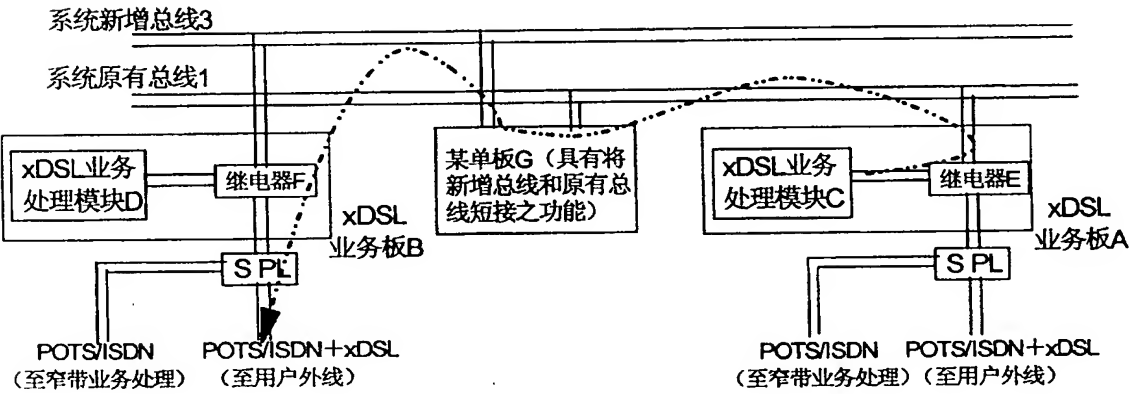 系统新增总线3
系统原有总线1
xDSL业务
处理模块D
继电器F
xDSL
业务板B
某单板G（具有将
新增总线和原有总
线短接之功能）
xDSL业务
处理模块C
继电器E
xDSL
业务板A
SPL
SPL
POTS/ISDN
（至窄带业务处理）
POTS/ISDN＋xDSL
（至用户外线）
POTS/ISDN
（至窄带业务处理）
POTS/ISDN＋xDSL
（至用户外线）